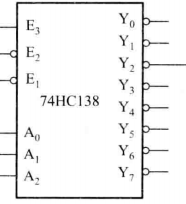 E₃
E₂
E₁
74HC138
A₀
A₁
A₂
Y₀
Y₁
Y₂
Y₃
Y₄
Y₅
Y₆
Y₇